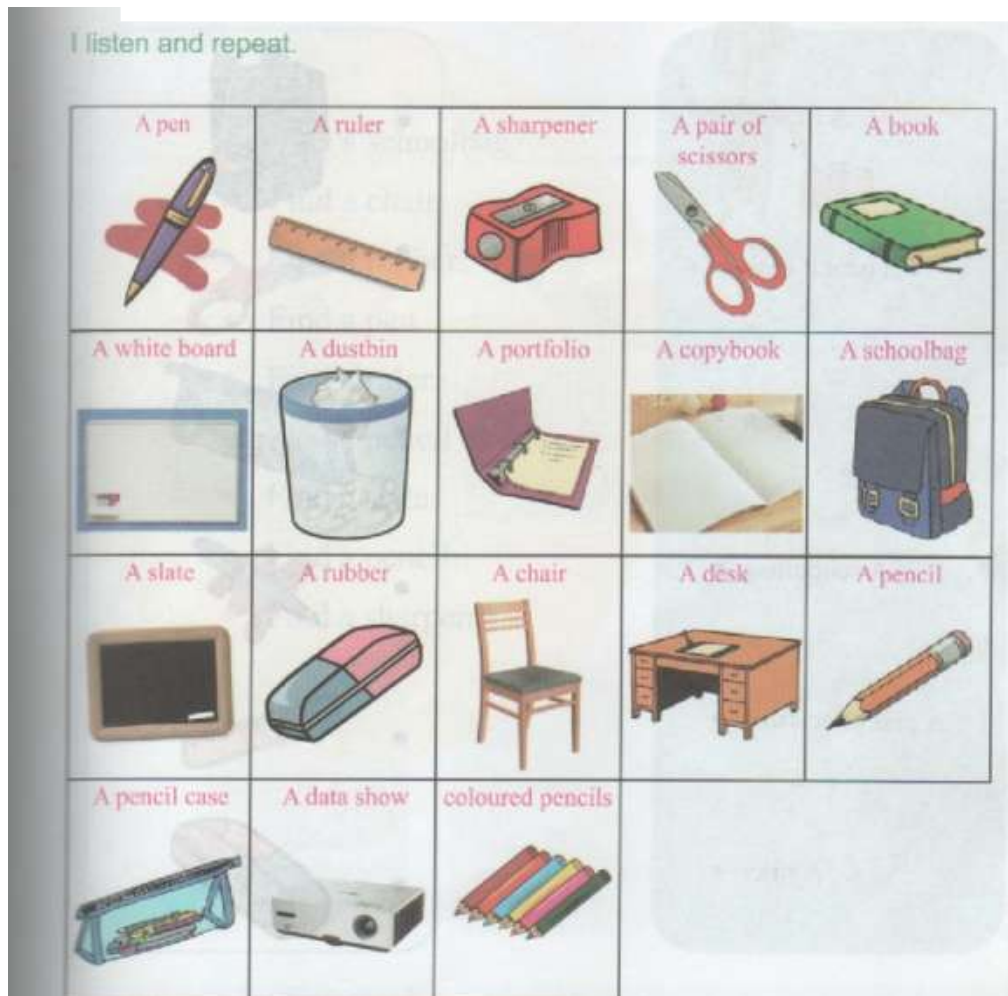 I listen and repeat.
A pen
A ruler
A sharpener
A pair of
scissors
A book
A white board
A dustbin
A portfolio
A copybook
A schoolbag
A slate
A rubber
A chair
A desk
A pencil
A pencil case
A data show
coloured pencils